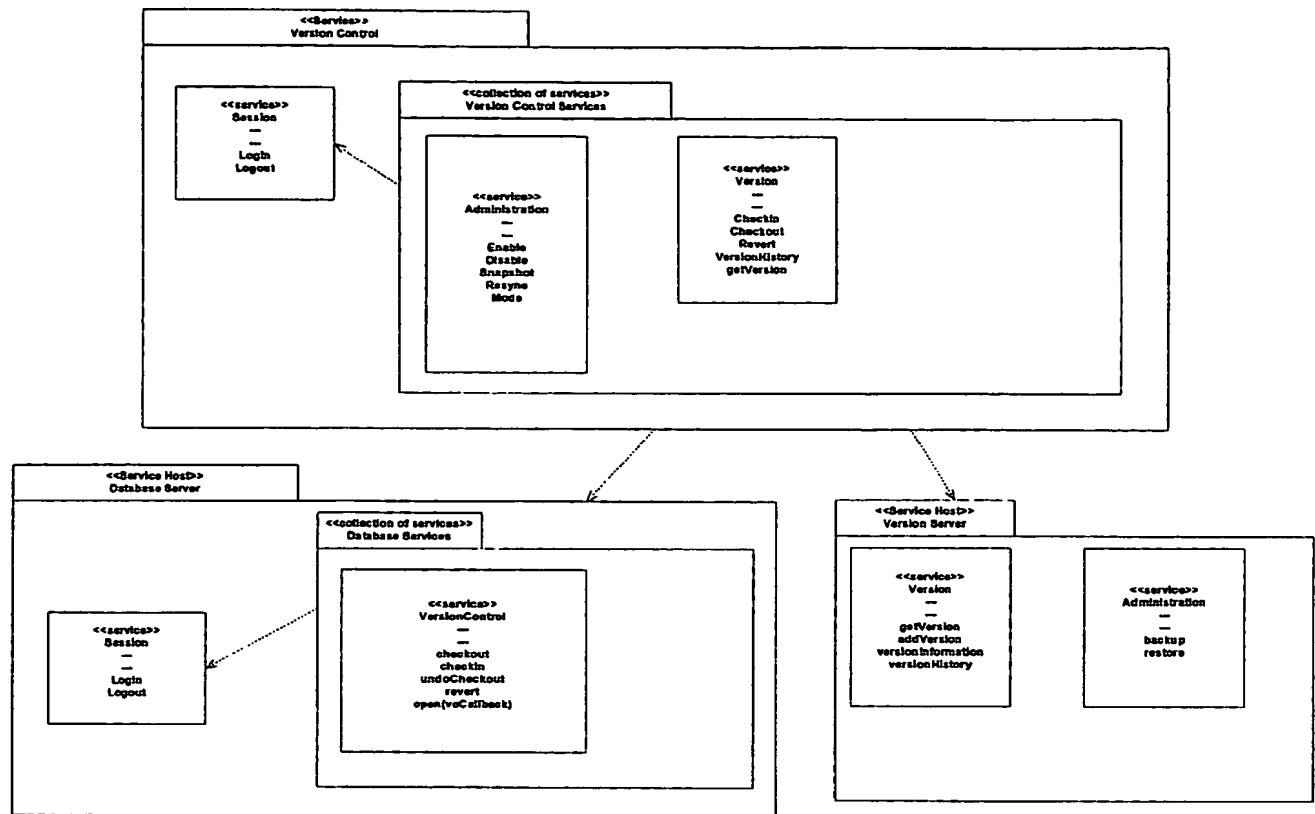 <<Service>>
Version Control
<<service>>
Session
—
—
Login
Logout
<<collection of services>>
Version Control Services
<<service>>
Administration
—
—
Enable
Disable
Snapshot
Resync
Mode
<<service>>
Version
—
—
Checkin
Checkout
Revert
VersionHistory
getVersion
<<Service Host>>
Database Server
<<service>>
Session
—
—
Login
Logout
<<collection of services>>
Database Services
<<service>>
VersionControl
—
—
checkout
checkin
undoCheckout
revert
open(vcCallback)
<<Service Host>>
Version Server
<<service>>
Version
—
—
getVersion
addVersion
versionInformation
versionHistory
<<service>>
Administration
—
—
backup
restore